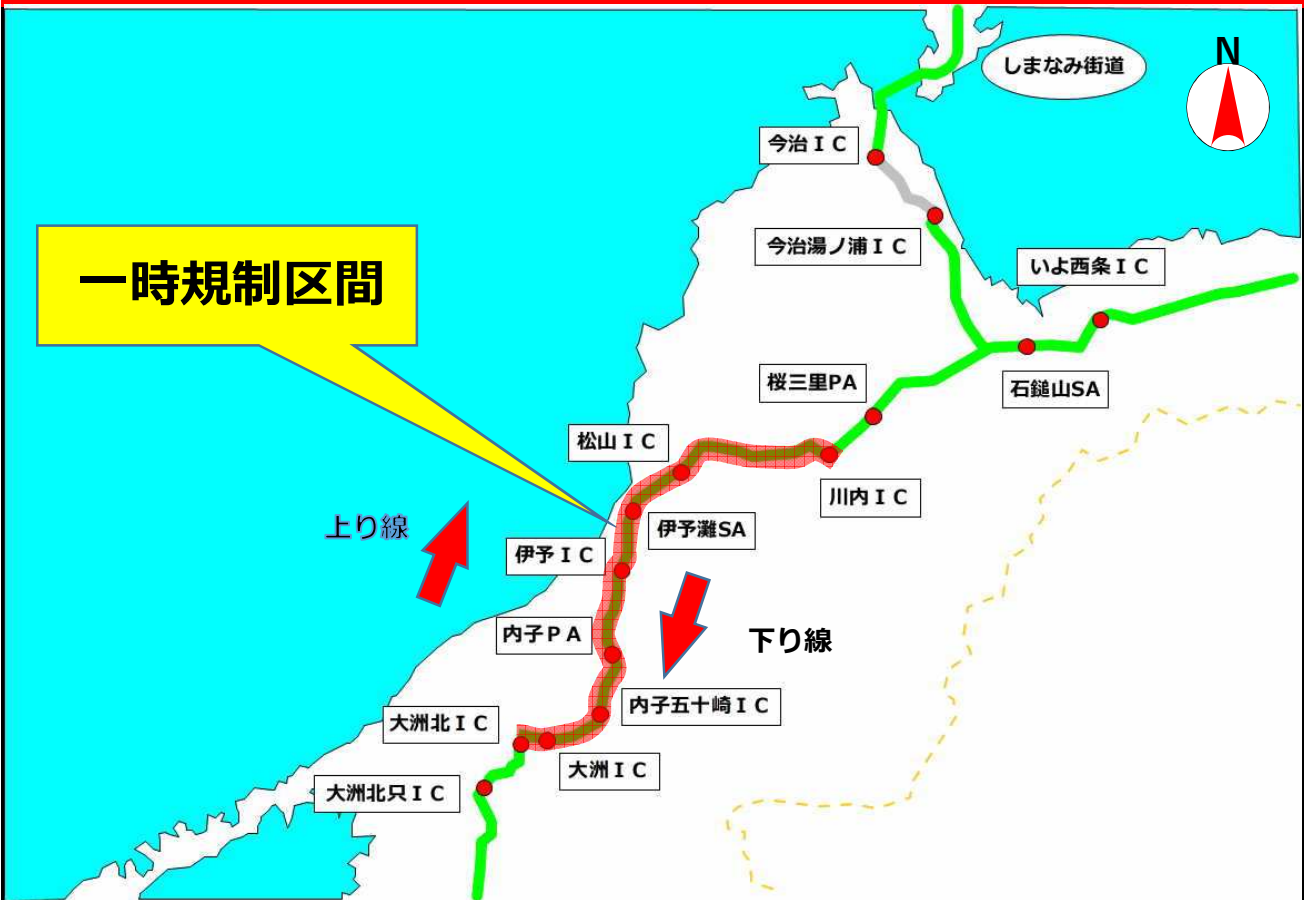 N
しまなみ街道
今治ＩＣ
今治湯ノ浦ＩＣ
いよ西条ＩＣ
一時規制区間
石鎚山SA
桜三里PA
松山ＩＣ
川内ＩＣ
上り線
伊予灘SA
伊予ＩＣ
内子ＰＡ
下り線
内子五十崎ＩＣ
大洲北ＩＣ
大洲ＩＣ
大洲北只ＩＣ